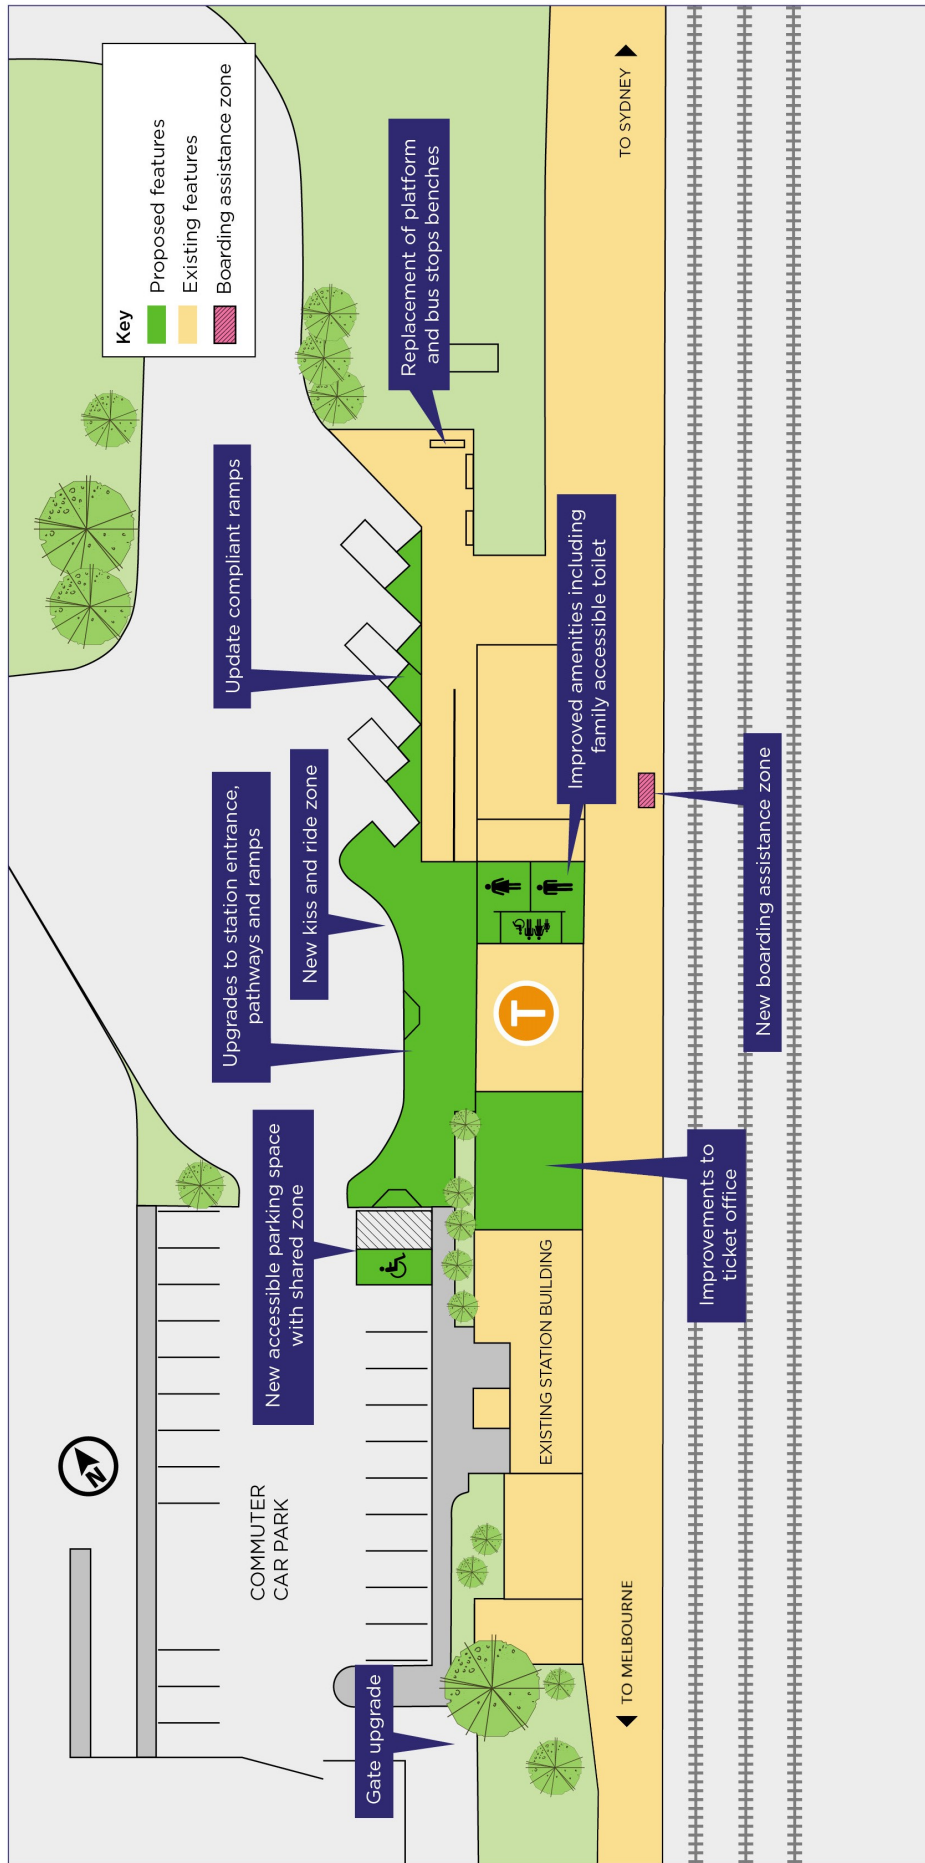 Key
Proposed features
Existing features
Boarding assistance zone
TO SYDNEY
Replacement of platform
and bus stops benches
Update compliant ramps
Improved amenities including
family accessible toilet
Upgrades to station entrance,
pathways and ramps
New kiss and ride zone
New boarding assistance zone
T
New accessible parking space
with shared zone
Improvements to
ticket office
EXISTING STATION BUILDING
N
COMMUTER
CAR PARK
Gate upgrade
TO MELBOURNE